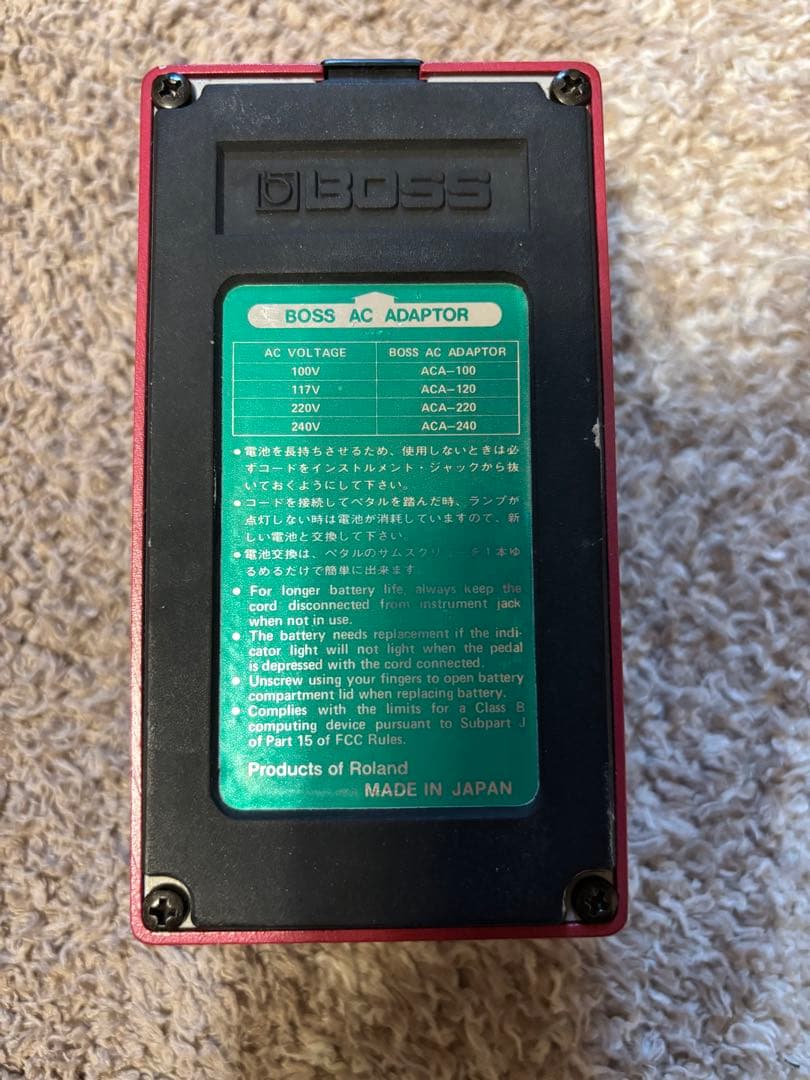 BOSS
BOSS AC ADAPTOR
AC VOLTAGE BOSS AC ADAPTOR
100V ACA-100
117V ACA-120
220V ACA-220
240V ACA-240
●電池を長持ちさせるため、使用しないときは必
ずコードをインストルメント・ジャックから抜
いておくようにして下さい。
●コードを接続してペダルを踏んだ時、ランプが
点灯しない時は電池が消耗していますので、新
しい電池と交換して下さい。
●電池交換は、ペダルのサムスクリューを1本ゆ
るめるだけで簡単に出来ます。
● For longer battery life, always keep the
cord disconnected from instrument jack
when not in use.
● The battery needs replacement if the indi-
cator light will not light when the pedal
is depressed with the cord connected.
● Unscrew using your fingers to open battery
compartment lid when replacing battery.
● Complies with the limits for a Class B
computing device pursuant to Subpart J
of Part 15 of FCC Rules.
Products of Roland
MADE IN JAPAN